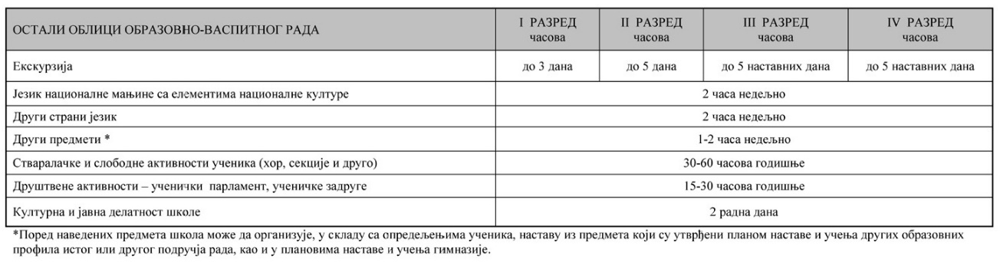 ОСТАЛИ ОБЛИЦИ ОБРАЗОВНО-ВАСПИТНОГ РАДА I РАЗРЕД часова II РАЗРЕД часова III РАЗРЕД часова IV РАЗРЕД часова
Екскурзија до 3 дана до 5 дана до 5 наставних дана до 5 наставних дана
Језик националне мањине са елементима националне културе 2 часа недељно
Други страни језик 2 часа недељно
Други предмети * 1-2 часа недељно
Стваралачке и слободне активности ученика (хор, секције и друго) 30-60 часова годишње
Друштвене активности – ученички парламент, ученичке задруге 15-30 часова годишње
Културна и јавна делатност школе 2 радна дана
*Поред наведених предмета школа може да организује, у складу са опредељењима ученика, наставу из предмета који су утврђени планом наставе и учења других образовних
профила истог или другог подручја рада, као и у плановима наставе и учења гимназије.